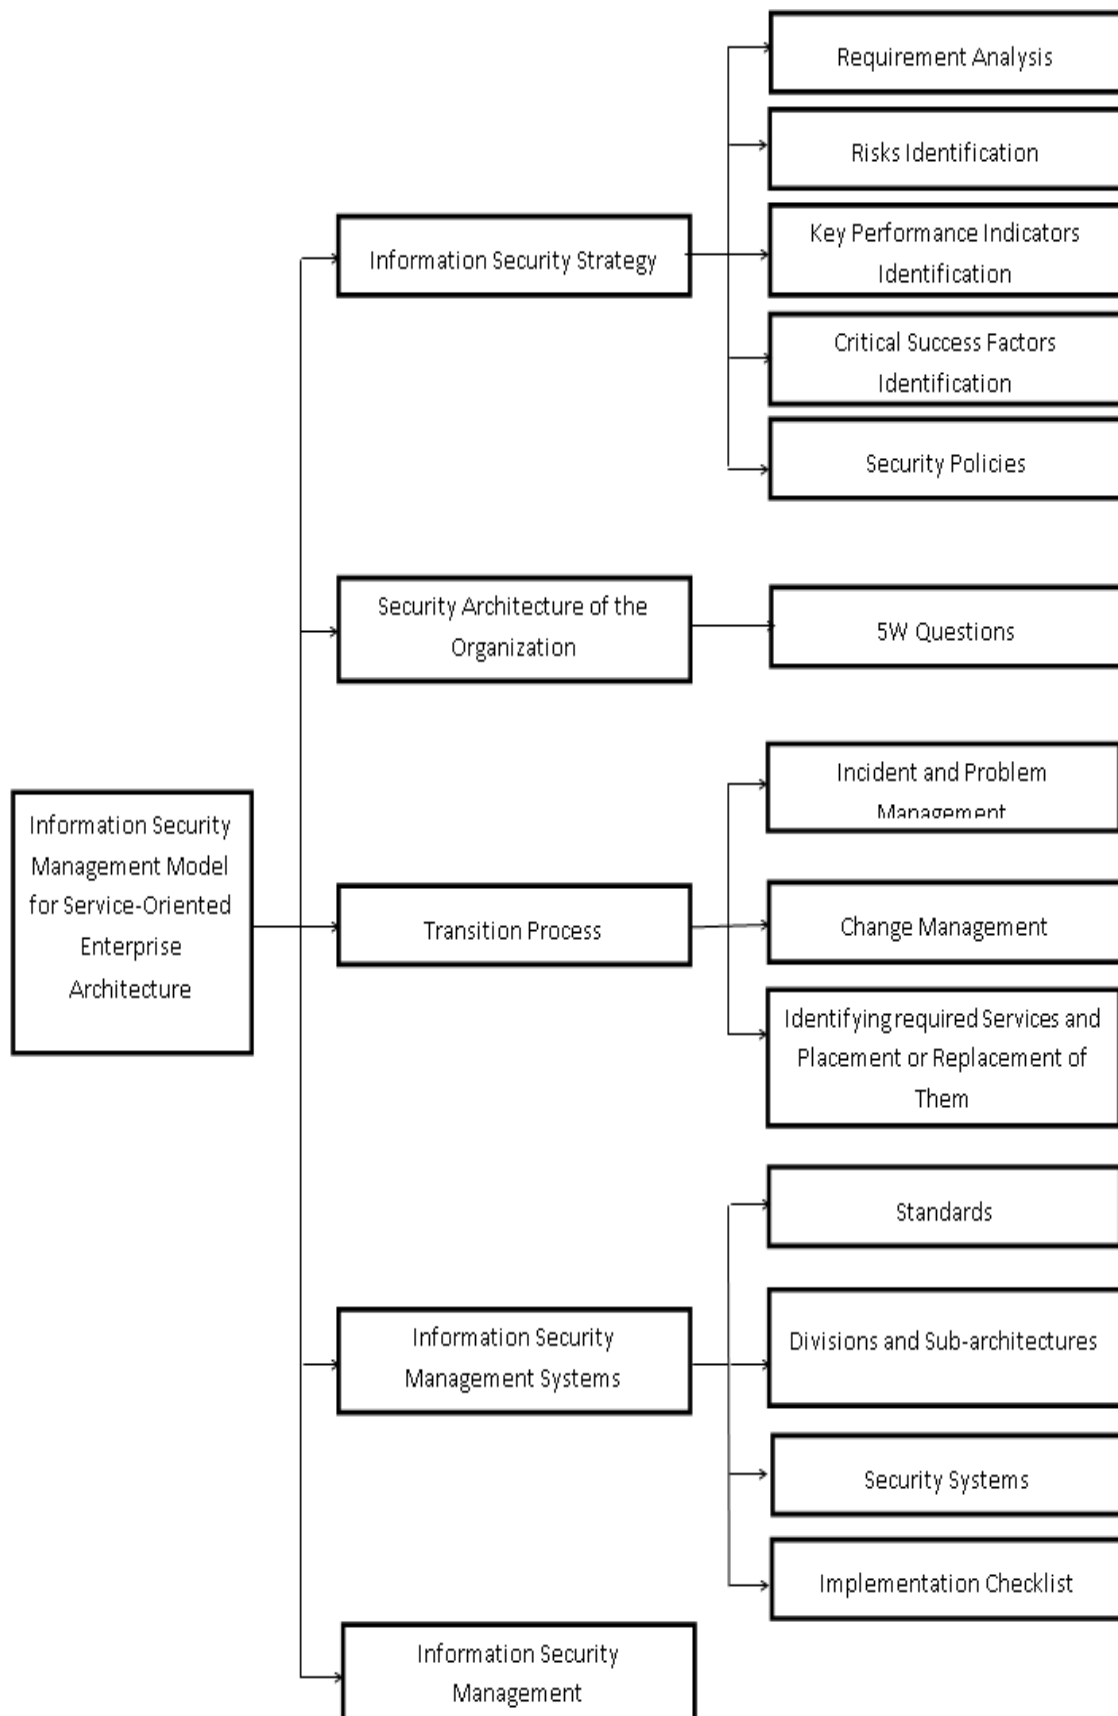 Requirement Analysis
Risks Identification
Key Performance Indicators
Identification
Information Security Strategy
Critical Success Factors
Identification
Security Policies
Security Architecture of the
Organization
5W Questions
Incident and Problem
Management
Information Security
Management Model
for Service-Oriented
Enterprise
Architecture
Transition Process
Change Management
Identifying required Services and
Placement or Replacement of
Them
Standards
Information Security
Management Systems
Divisions and Sub-architectures
Security Systems
Implementation Checklist
Information Security
Management